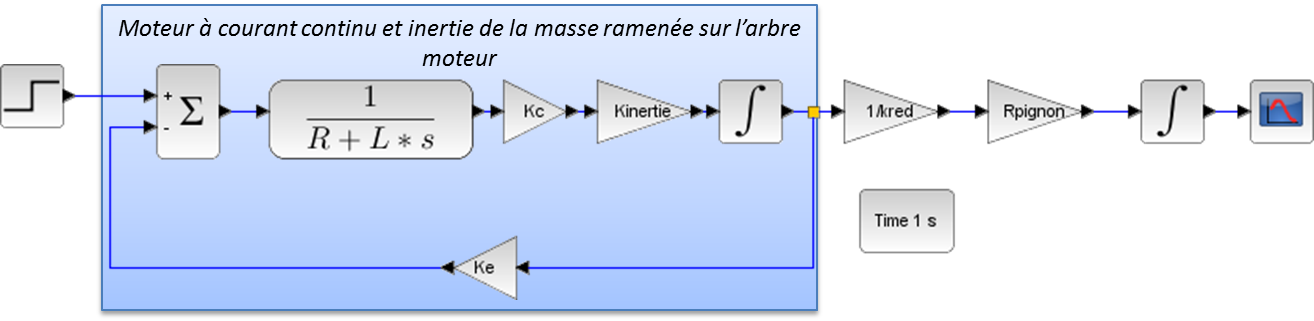 Moteur à courant continu et inertie de la masse ramenée sur l'arbre
moteur
+
-
Σ
1
R + L * s
Kc
Kinertie
∫
1/kred
Rpignon
∫
Time 1 s
Ke